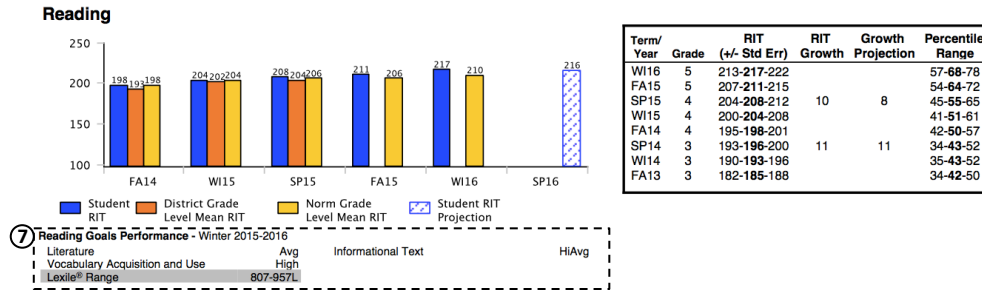 Reading
250
200
150
100
198 193 198
204 202 204
208 204 206
211 206
217 210
216
FA14 WI15 SP15 FA15 WI16 SP16
Student RIT
District Grade Level Mean RIT
Norm Grade Level Mean RIT
Student RIT Projection
7 Reading Goals Performance - Winter 2015-2016
Literature Avg Informational Text HiAvg
Vocabulary Acquisition and Use High
Lexile® Range 807-957L
Term/ Year Grade RIT (+/- Std Err) RIT Growth Growth Projection Percentile Range
WI16 5 213-217-222 57-68-78
FA15 5 207-211-215 54-64-72
SP15 4 204-208-212 10 8 45-55-65
WI15 4 200-204-208 41-51-61
FA14 4 195-198-201 42-50-57
SP14 3 193-196-200 11 11 34-43-52
WI14 3 190-193-196 35-43-52
FA13 3 182-185-188 34-42-50